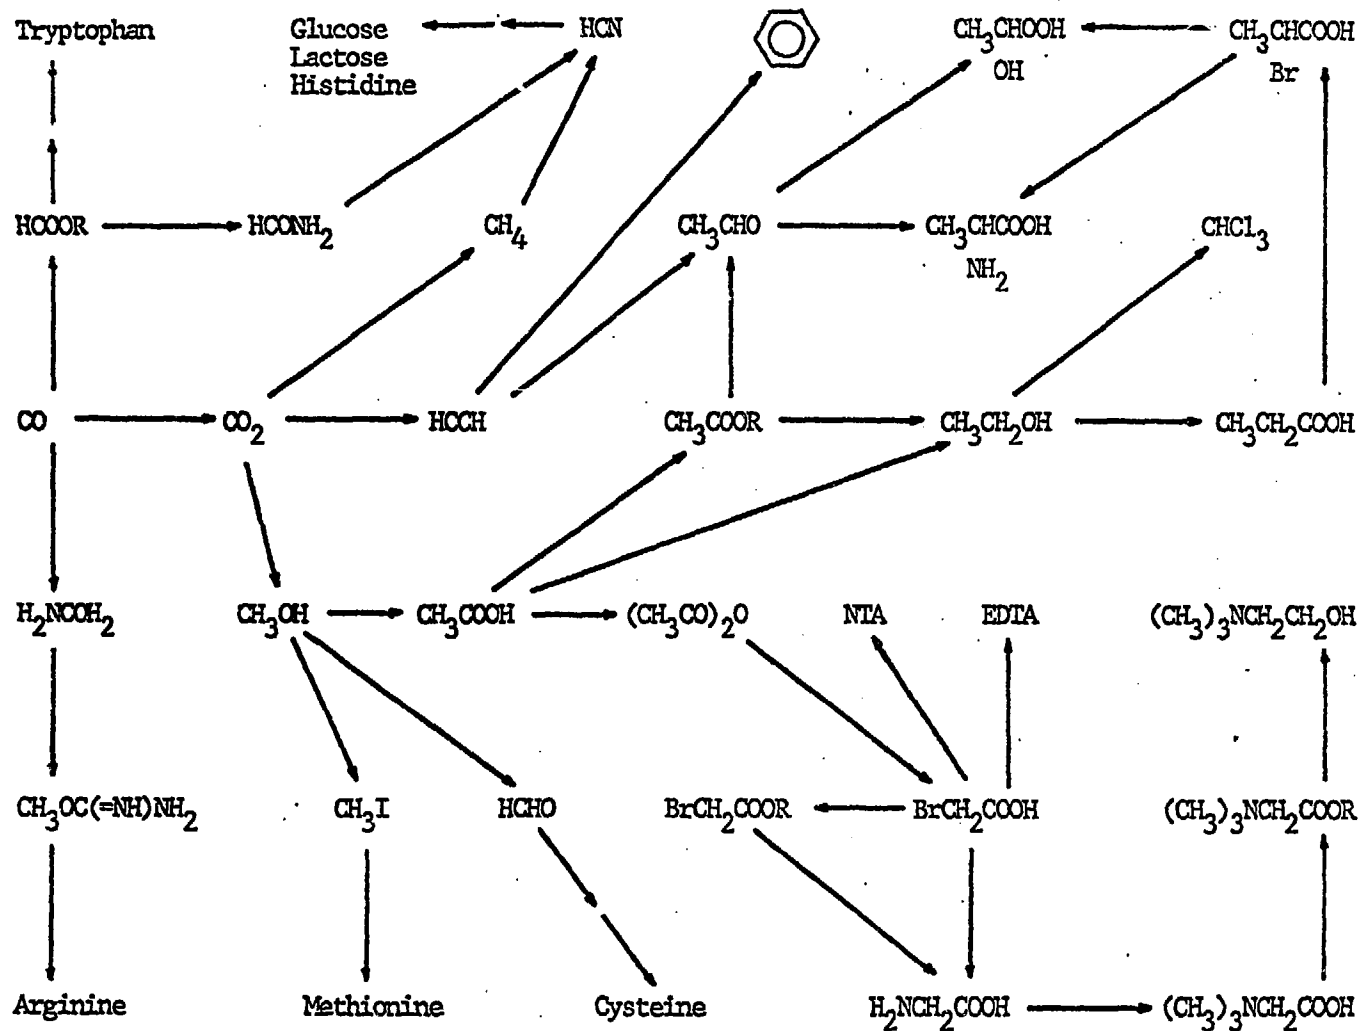 Tryptophan
Glucose
Lactose
Histidine
HCN
CH3CHOOH
OH
CH3CHCOOH
Br
HCOOR
HCONH2
CH4
CH3CHO
CH3CHCOOH
NH2
CHCl3
CO
CO2
HCCH
CH3COOR
CH3CH2OH
CH3CH2COOH
H2NCOH2
CH3OH
CH3COOH
(CH3CO)2O
NTA
EDTA
(CH3)3NCH2CH2OH
CH3OC(=NH)NH2
CH3I
HCHO
BrCH2COOR
BrCH2COOH
(CH3)3NCH2COOR
Arginine
Methionine
Cysteine
H2NCH2COOH
(CH3)3NCH2COOH